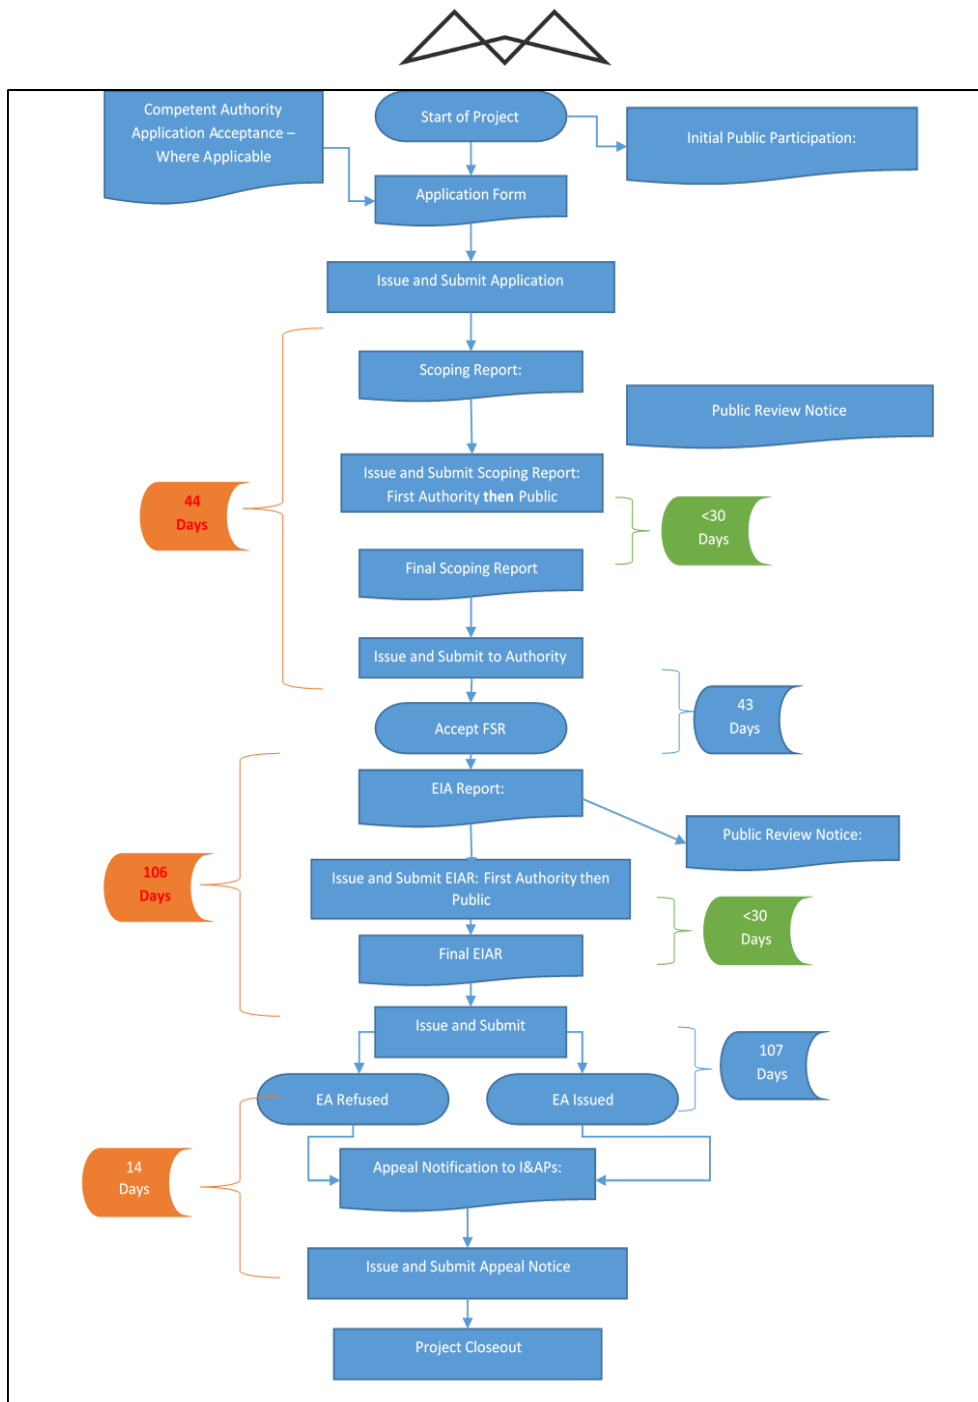 Competent Authority
Application Acceptance –
Where Applicable
Start of Project
Initial Public Participation:
Application Form
Issue and Submit Application
Scoping Report:
Public Review Notice
Issue and Submit Scoping Report:
First Authority then Public
44
Days
<30
Days
Final Scoping Report
Issue and Submit to Authority
43
Days
Accept FSR
EIA Report:
Public Review Notice:
106
Days
Issue and Submit EIAR: First Authority then
Public
<30
Days
Final EIAR
Issue and Submit
107
Days
EA Refused
EA Issued
14
Days
Appeal Notification to I&APs:
Issue and Submit Appeal Notice
Project Closeout